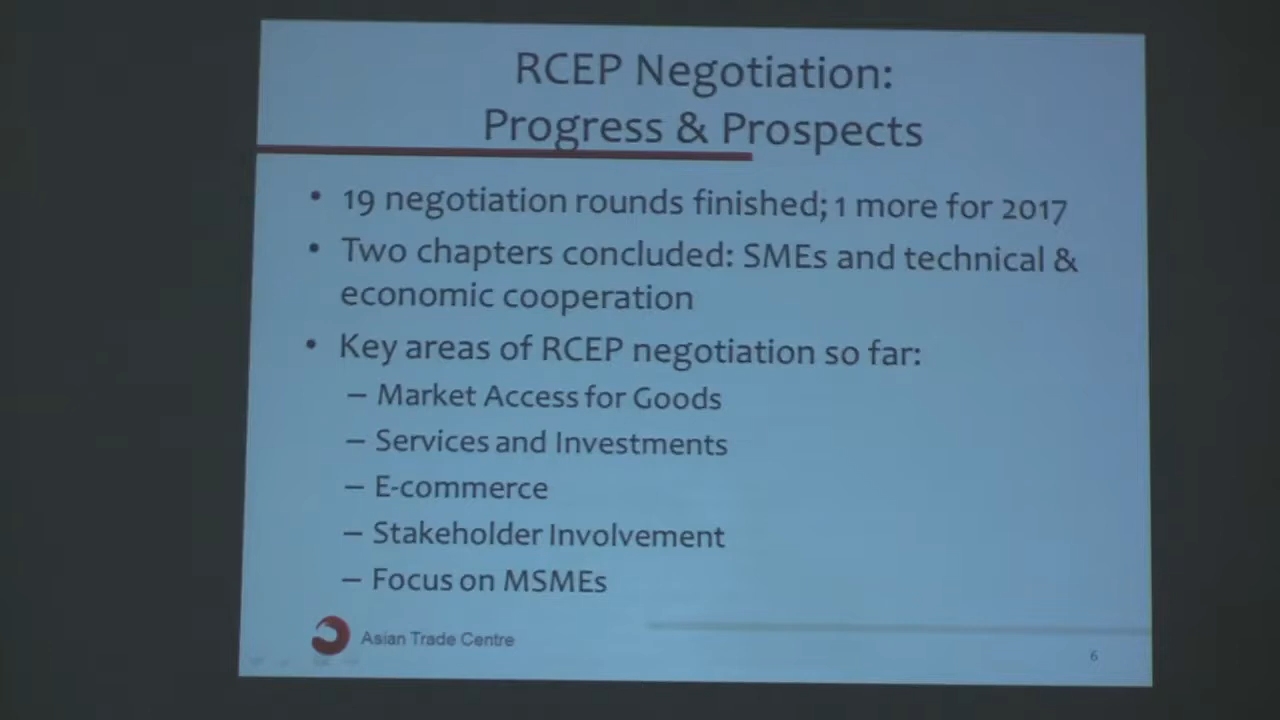 RCEP Negotiation:
Progress & Prospects
• 19 negotiation rounds finished; 1 more for 2017
• Two chapters concluded: SMEs and technical &
economic cooperation
• Key areas of RCEP negotiation so far:
– Market Access for Goods
– Services and Investments
– E-commerce
– Stakeholder Involvement
– Focus on MSMEs
Asian Trade Centre
6